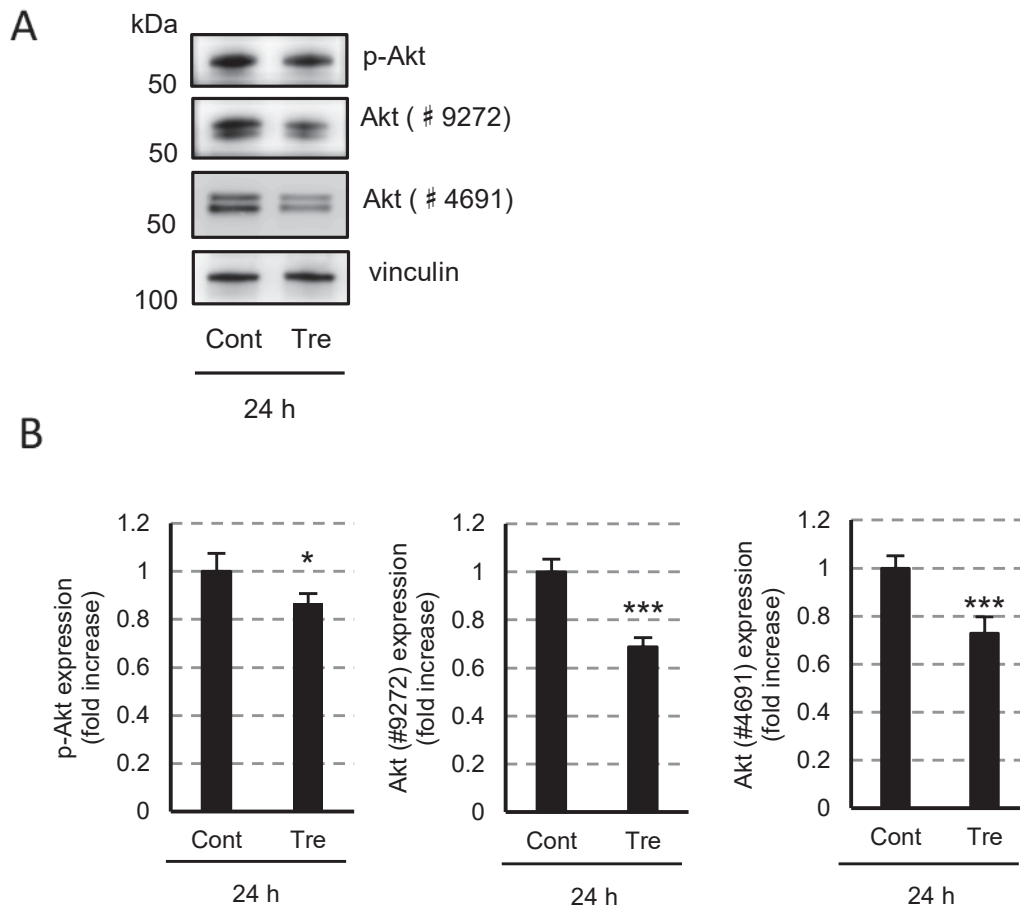 A
kDa
p-Akt
50
Akt ( # 9272)
50
Akt ( # 4691)
50
vinculin
100
Cont Tre
24 h
B
p-Akt expression
(fold increase)
1.2
1
0.8
0.6
0.4
0.2
0
*
Cont Tre
24 h
Akt (#9272) expression
(fold increase)
1.2
1
0.8
0.6
0.4
0.2
0
***
Cont Tre
24 h
Akt (#4691) expression
(fold increase)
1.2
1
0.8
0.6
0.4
0.2
0
***
Cont Tre
24 h